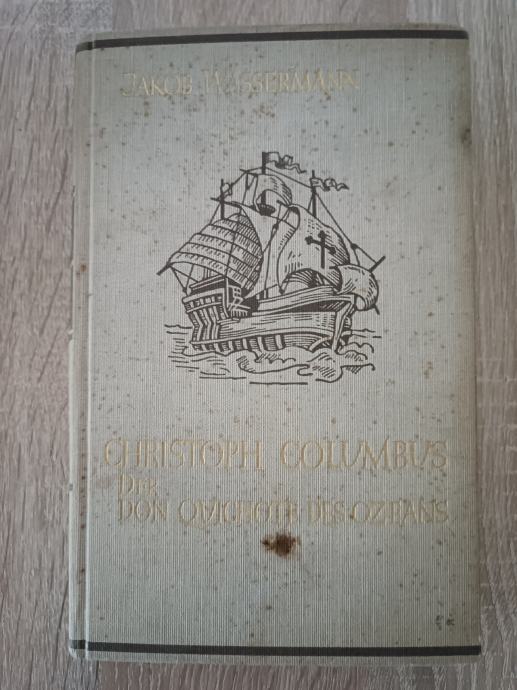 JAKOB WASSERMANN
CHRISTOPH COLUMBUS
DER
DON QUICHOTE DES OZEANS